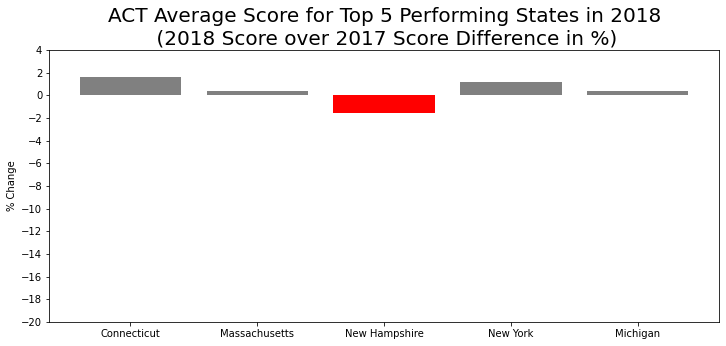 ACT Average Score for Top 5 Performing States in 2018
(2018 Score over 2017 Score Difference in %)
4
2
0
−2
−4
−6
−8
−10
−12
−14
−16
−18
−20
% Change
Connecticut
Massachusetts
New Hampshire
New York
Michigan